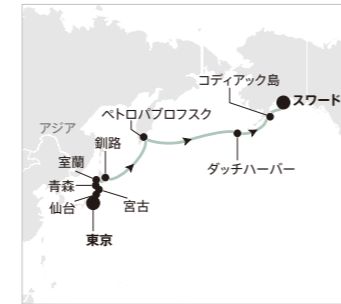 コディアック島
スワード
ペトロパブロフスク
アジア
釧路
ダッチハーバー
室蘭
青森
仙台
宮古
東京